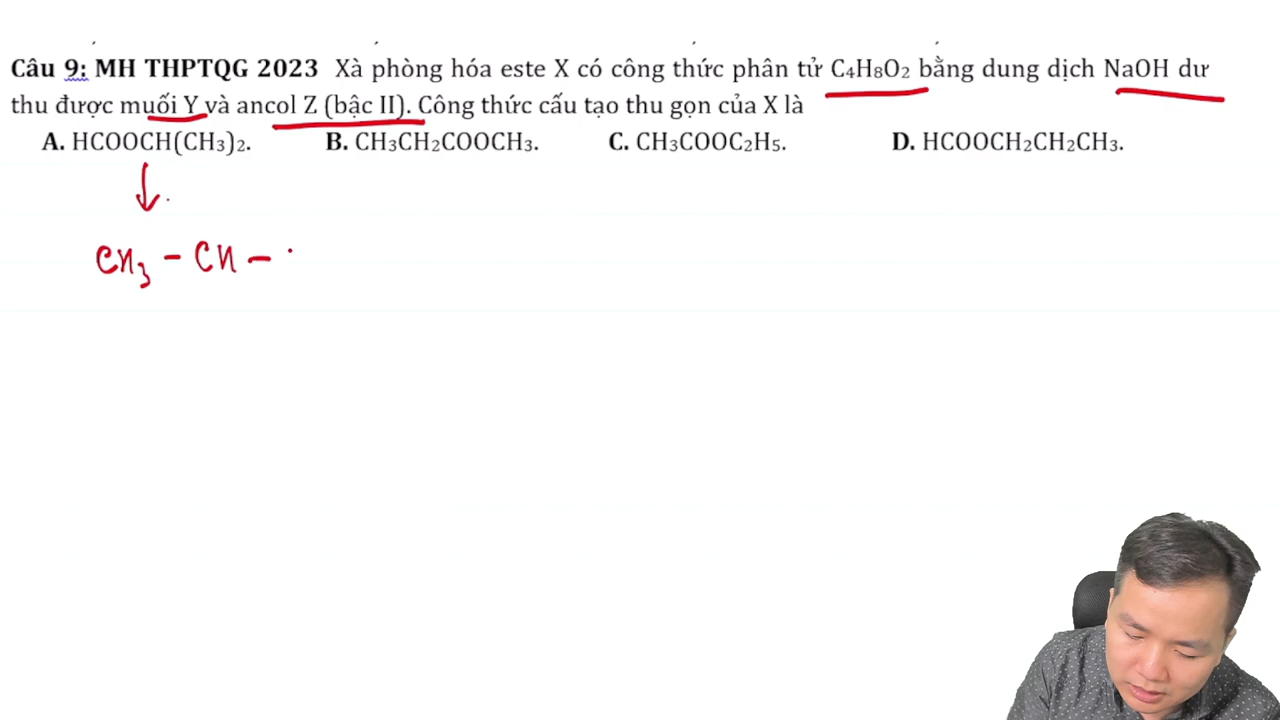 Câu 9: MH THPTQG 2023 Xà phòng hóa este X có công thức phân tử C₄H₈O₂ bằng dung dịch NaOH dư
thu được muối Y và ancol Z (bậc II). Công thức cấu tạo thu gọn của X là
A. HCOOCH(CH₃)₂. B. CH₃CH₂COOCH₃. C. CH₃COOC₂H₅. D. HCOOCH₂CH₂CH₃.
CH₃ - CH -